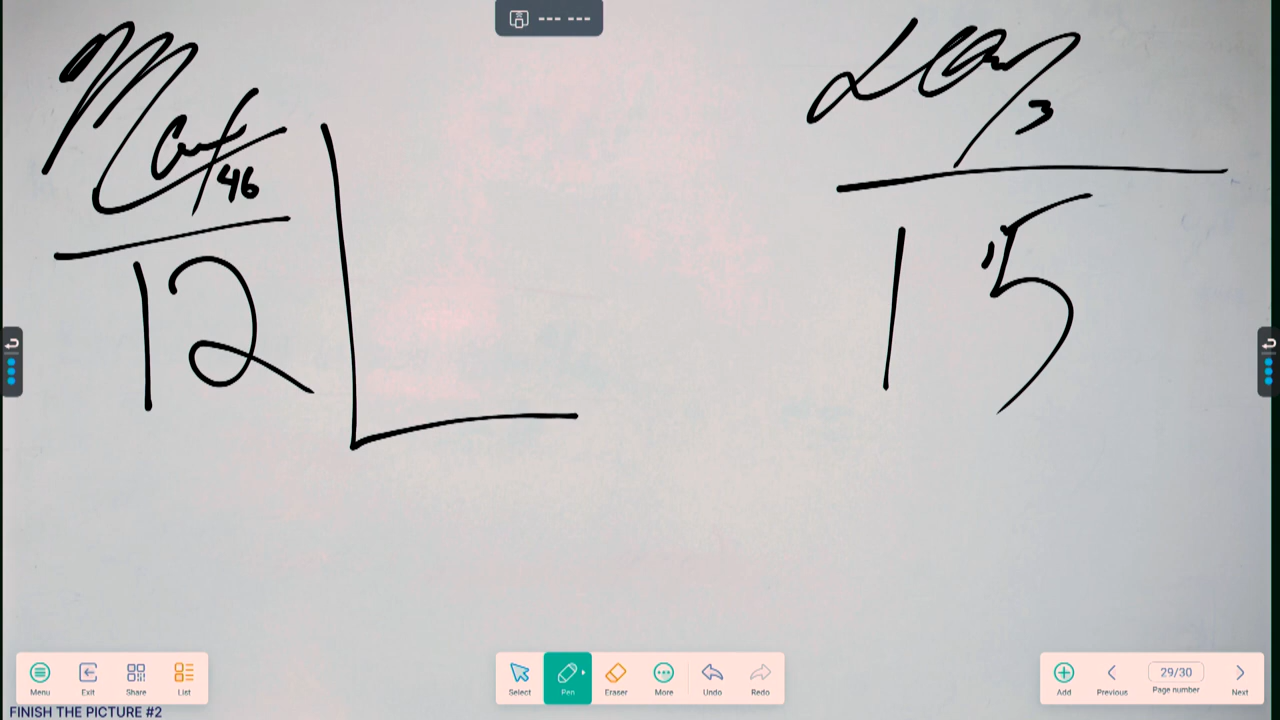 --- ---
46
12
3
15
Menu
Exit
Share
List
Select
Pen
Eraser
More
Undo
Redo
Add
Previous
29/30
Page number
Next
FINISH THE PICTURE #2